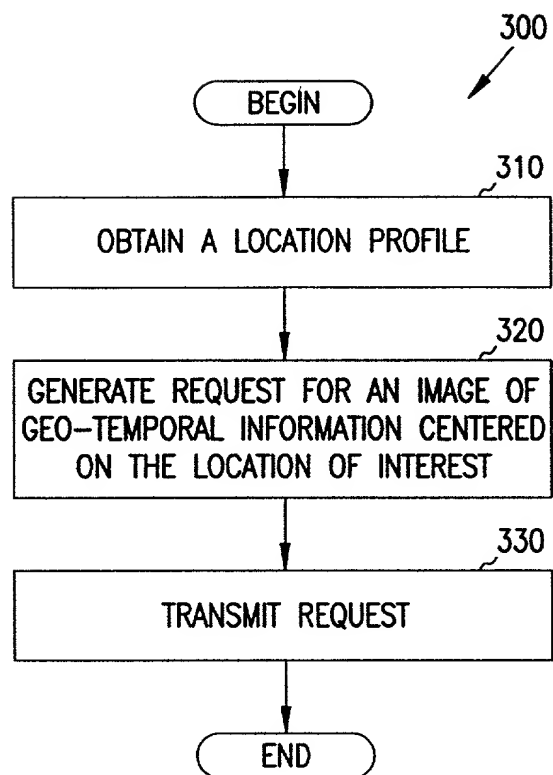 300
BEGIN
310
OBTAIN A LOCATION PROFILE
320
GENERATE REQUEST FOR AN IMAGE OF
GEO-TEMPORAL INFORMATION CENTERED
ON THE LOCATION OF INTEREST
330
TRANSMIT REQUEST
END